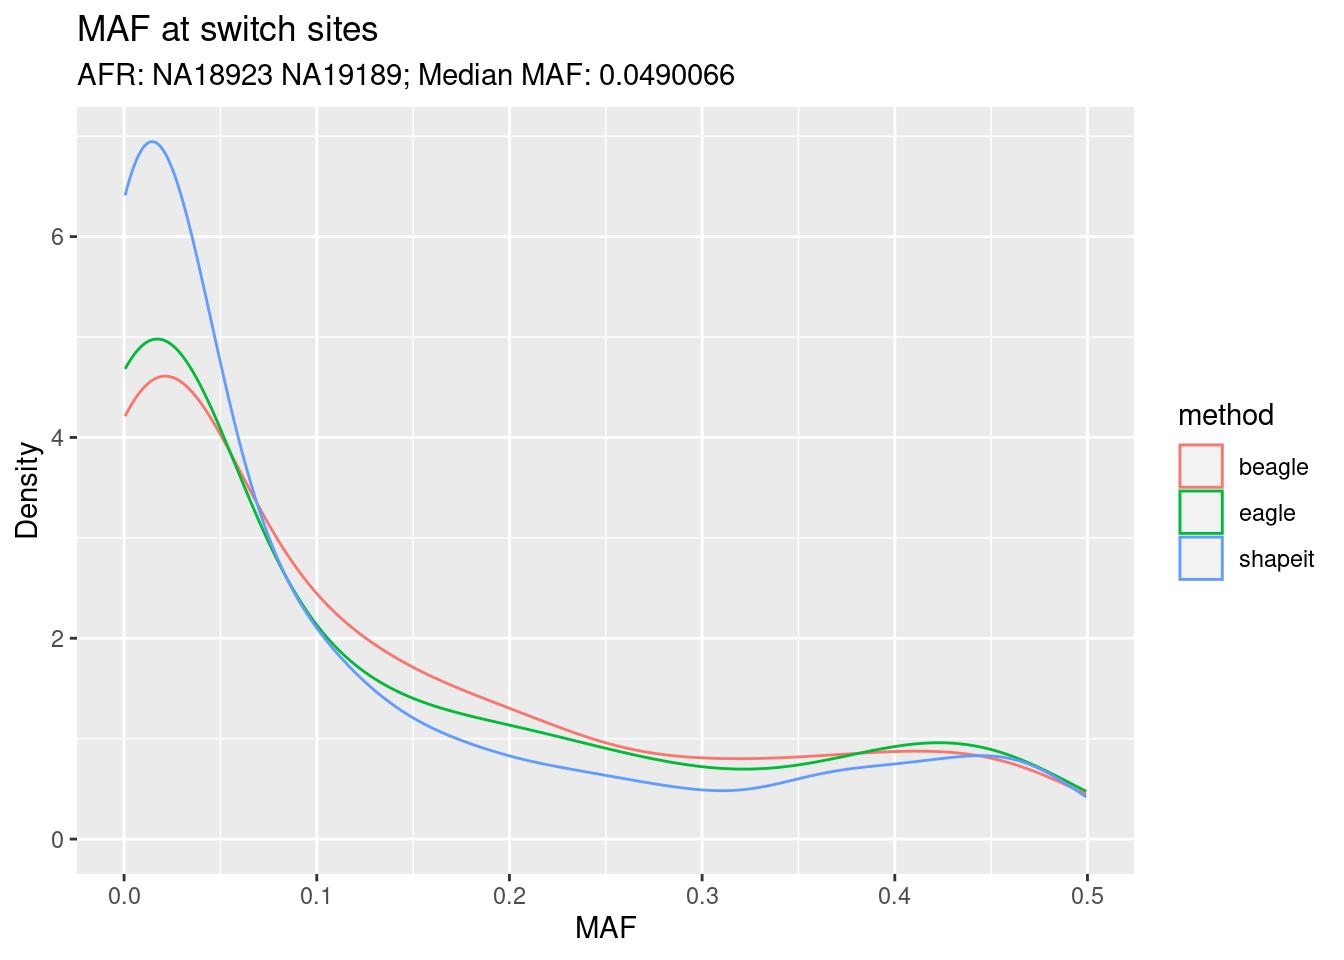 MAF at switch sites
AFR: NA18923 NA19189; Median MAF: 0.0490066
Density
6
4
2
0
0.0 0.1 0.2 0.3 0.4 0.5
MAF
method
beagle
eagle
shapeit